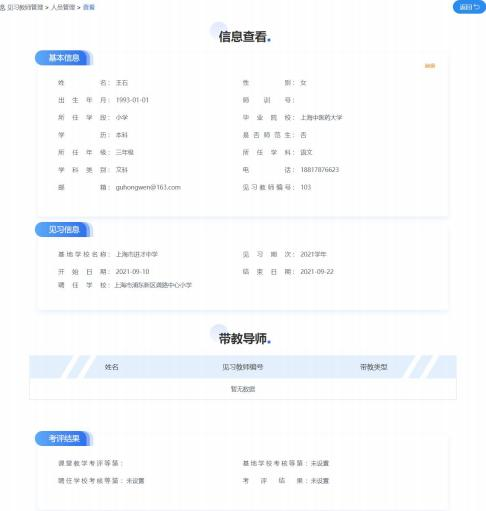 见习教师管理 > 人员管理 > 查看
返回
信息查看.
基本信息
姓名： 王石 性别： 女
出生年月： 1993-01-01 师训号：
所任学段： 小学 毕业院校： 上海中医药大学
学历： 本科 是否师范生： 否
所任年级： 三年级 所任学科： 语文
学科类别： 文科 电话： 18817876623
邮箱： guhongwen@163.com 见习教师编号： 103
见习信息
基地学校名称： 上海市进才中学 见习期次： 2021学年
开始日期： 2021-09-10 结束日期： 2021-09-22
聘任学校： 上海市浦东新区龚路中心小学
带教导师.
姓名 见习教师编号 带教类型
暂无数据
考评结果
课堂教学考评等第： 基地学校考核等第： 未设置
聘任学校考核等第： 未设置 考评结果： 未设置